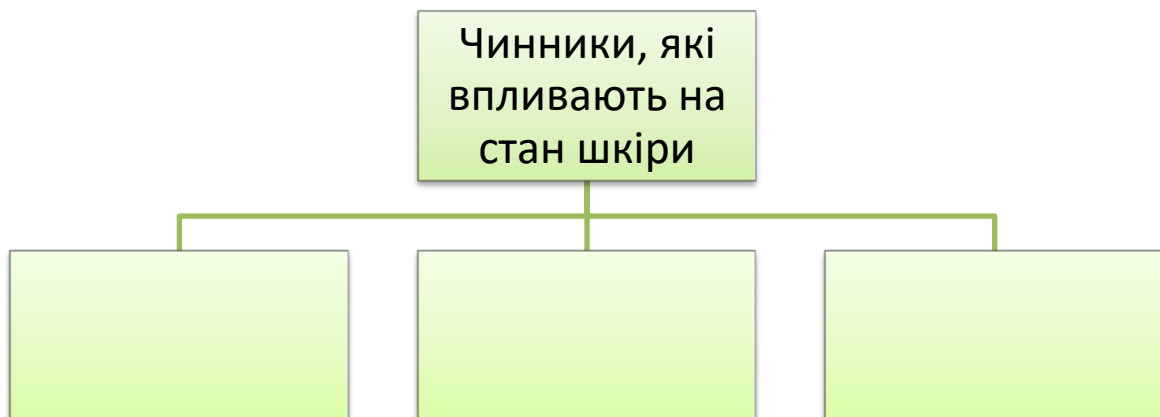 Чинники, які
впливають на
стан шкіри